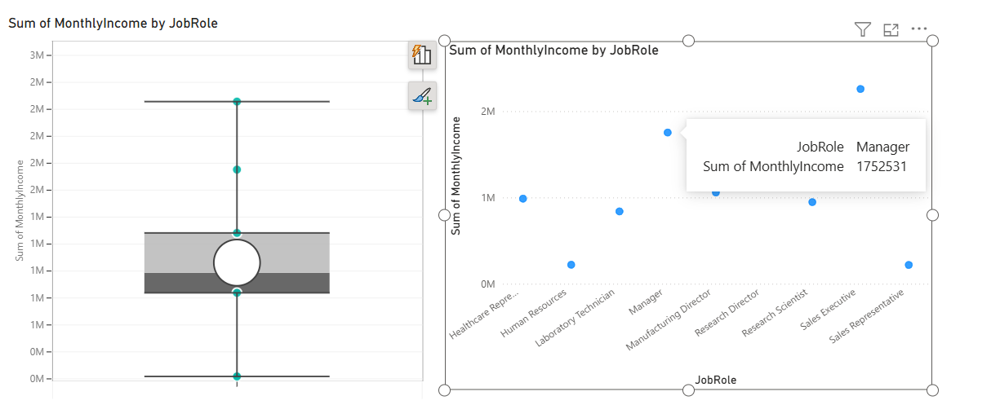 Sum of MonthlyIncome by JobRole
3M
2M
2M
2M
2M
2M
1M
1M
1M
1M
1M
0M
0M
Sum of MonthlyIncome
Sum of MonthlyIncome by JobRole
2M
1M
0M
Sum of MonthlyIncome
JobRole Manager
Sum of MonthlyIncome 1752531
Healthcare Repre...
Human Resources
Laboratory Technician
Manager
Manufacturing Director
Research Director
Research Scientist
Sales Executive
Sales Representative
JobRole